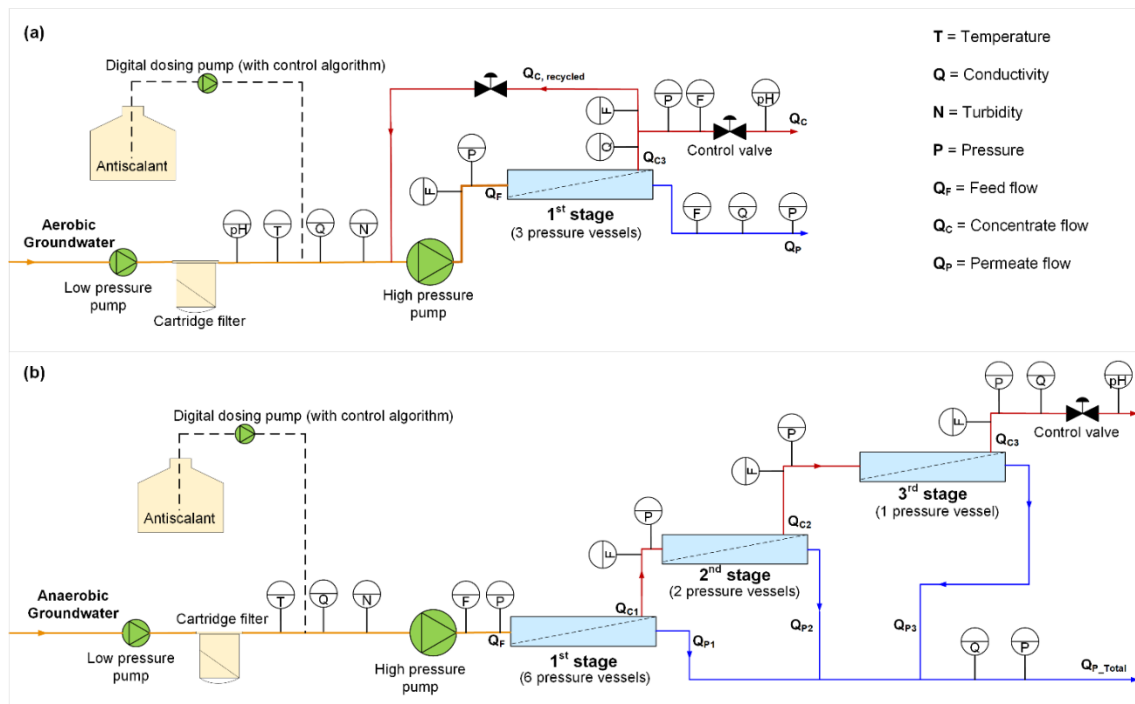 (a)
T = Temperature
Q = Conductivity
N = Turbidity
P = Pressure
QF = Feed flow
QC = Concentrate flow
QP = Permeate flow
Digital dosing pump (with control algorithm)
QC, recycled
P
F
pH
QC
F
Q
Control valve
QC3
Antiscalant
P
F
QF
1st stage
(3 pressure vessels)
F
Q
P
QP
Aerobic
Groundwater
pH
T
Q
N
Low pressure
pump
Cartridge filter
High pressure
pump
(b)
P
Q
pH
F
Control valve
QC3
Digital dosing pump (with control algorithm)
P
F
3rd stage
(1 pressure vessel)
Antiscalant
P
F
QC2
2nd stage
(2 pressure vessels)
Anaerobic
Groundwater
Cartridge filter
T
Q
N
F
P
QC1
QF
QP1
QP2
QP3
Low pressure
pump
High pressure
pump
1st stage
(6 pressure vessels)
Q
P
QP_Total